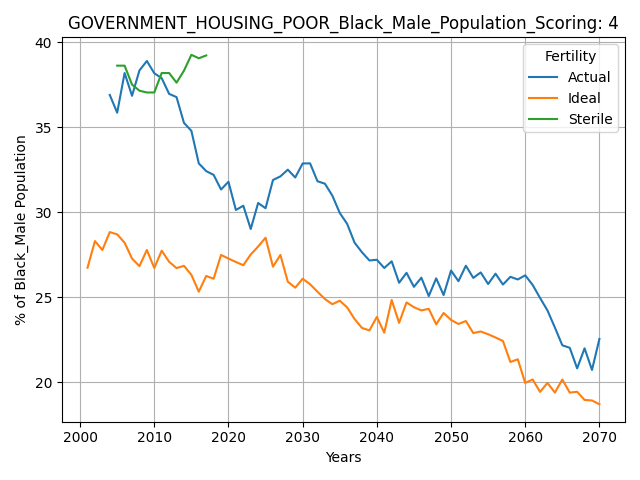 GOVERNMENT_HOUSING_POOR_Black_Male_Population_Scoring: 4
Fertility
Actual
Ideal
Sterile
% of Black_Male Population
40
35
30
25
20
2000 2010 2020 2030 2040 2050 2060 2070
Years